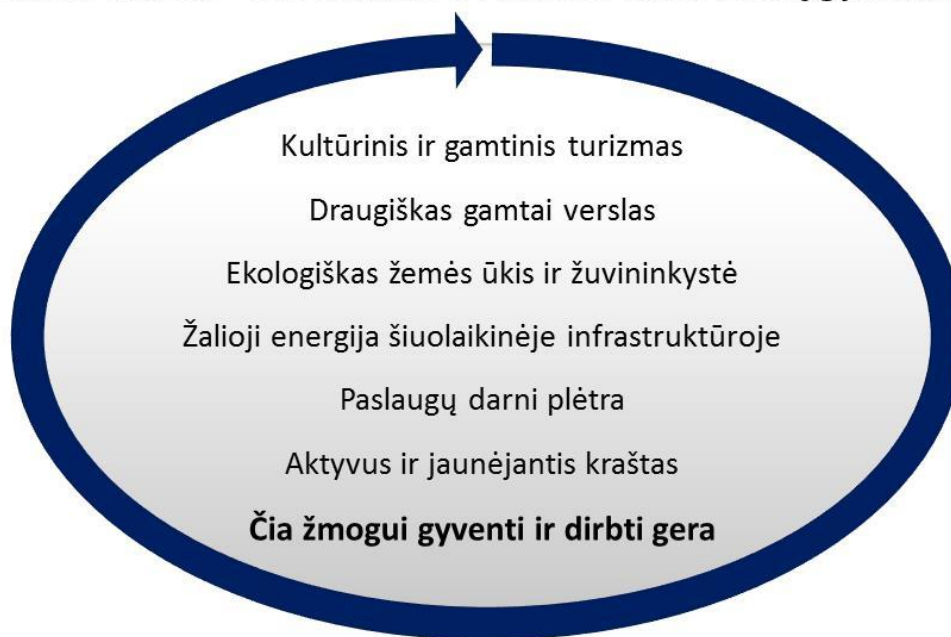 Kultūrinis ir gamtinis turizmas
Draugiškas gamtai verslas
Ekologiškas žemės ūkis ir žuvininkystė
Žalioji energija šiuolaikinėje infrastruktūroje
Paslaugų darni plėtra
Aktyvus ir jaunėjantis kraštas
Čia žmogui gyventi ir dirbti gera